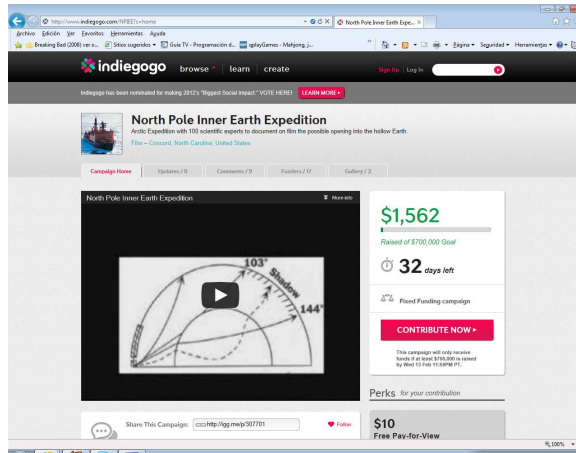 http://www.indiegogo.com/NPIEE?c=home
North Pole Inner Earth Expe...
Archivo Edición Ver Favoritos Herramientas Ayuda
Breaking Bad (2008) ver o... Sitios sugeridos Guía TV - Programación d... qplayGames - Mahjong, j...
Página Seguridad Herramientas
indiegogo browse learn create Sign Up Log In
Indiegogo has been nominated for making 2012's "Biggest Social Impact." VOTE HERE! LEARN MORE
North Pole Inner Earth Expedition
Arctic Expedition with 100 scientific experts to document on film the possible opening into the hollow Earth.
Film – Concord, North Carolina, United States
Campaign Home Updates / 0 Comments / 9 Funders / 17 Gallery / 2
North Pole Inner Earth Expedition More info
103°
Shadow
144°
$1,562
Raised of $700,000 Goal
32 days left
Fixed Funding campaign
CONTRIBUTE NOW
This campaign will only receive
funds if at least $700,000 is raised
by Wed 13 Feb 11:59PM PT.
Perks for your contribution
Share This Campaign: http://igg.me/p/307701 Follow
$10
Free Pay-for-View
100%